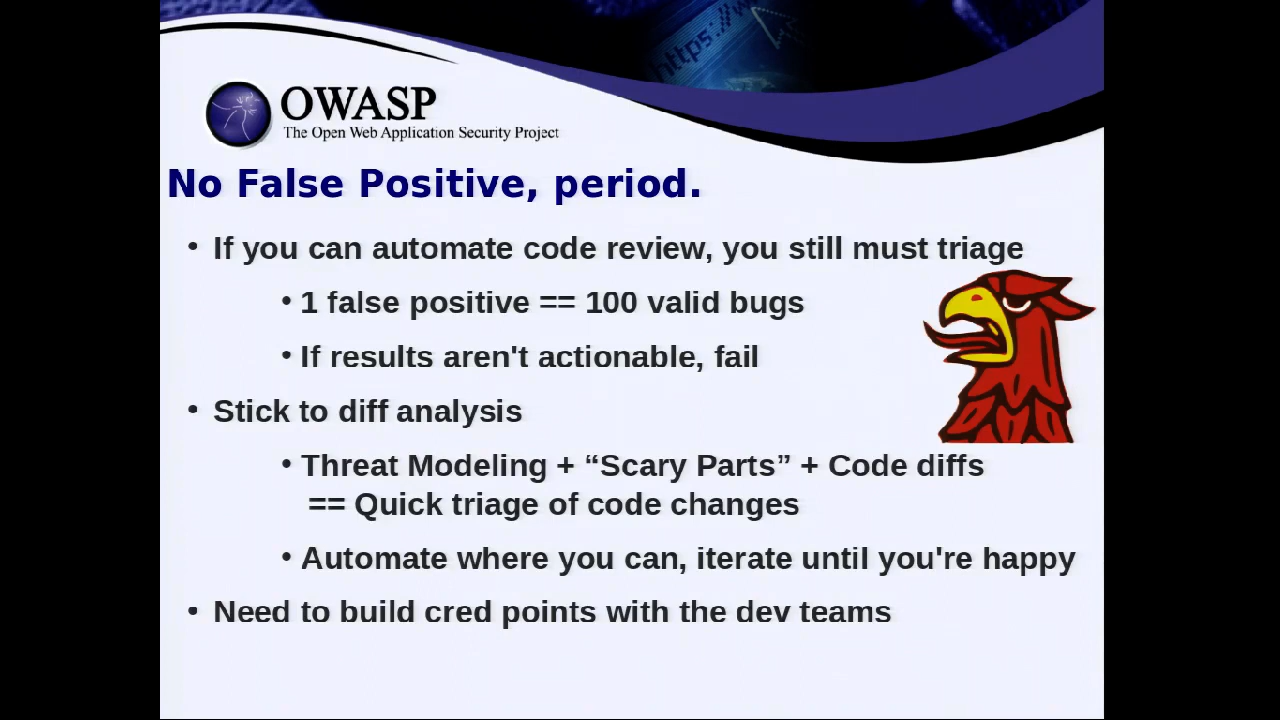 https://w
OWASP
The Open Web Application Security Project
No False Positive, period.
• If you can automate code review, you still must triage
• 1 false positive == 100 valid bugs
• If results aren't actionable, fail
• Stick to diff analysis
• Threat Modeling + “Scary Parts” + Code diffs
== Quick triage of code changes
• Automate where you can, iterate until you're happy
• Need to build cred points with the dev teams